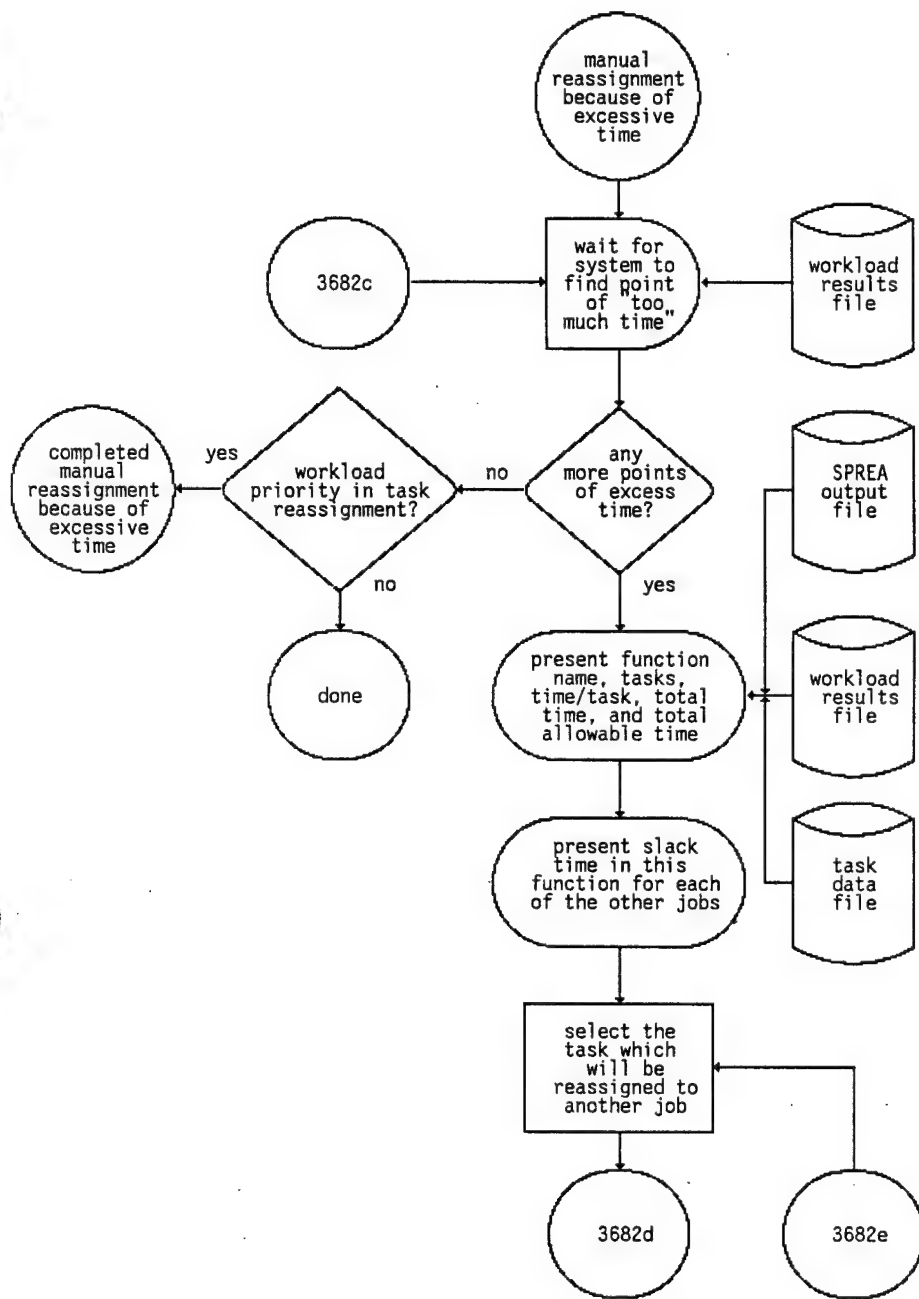 manual
reassignment
because of
excessive
time
3682c
wait for
system to
find point
of "too
much time"
workload
results
file
completed
manual
reassignment
because of
excessive
time
yes
workload
priority in task
reassignment?
no
any
more points
of excess
time?
SPREA
output
file
no
yes
done
present function
name, tasks,
time/task, total
time, and total
allowable time
workload
results
file
present slack
time in this
function for each
of the other jobs
task
data
file
select the
task which
will be
reassigned to
another job
3682d
3682e